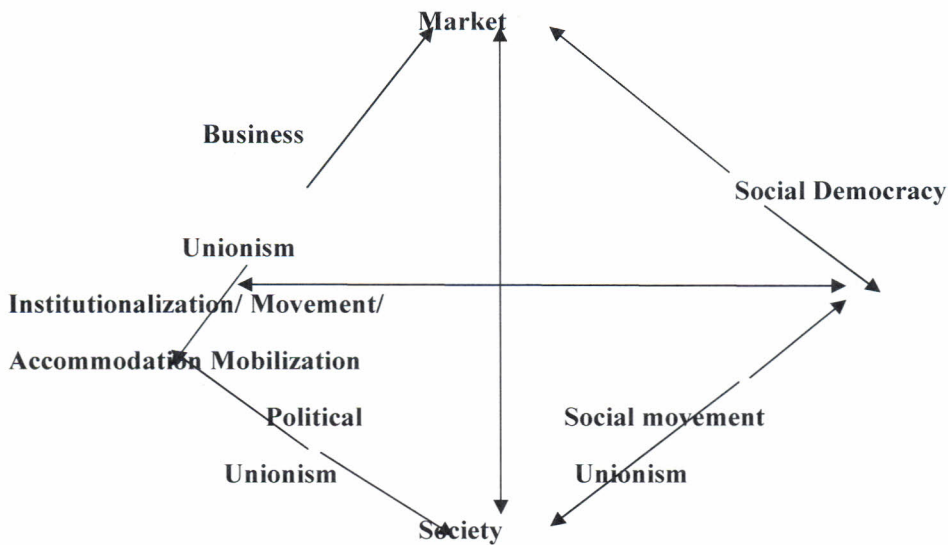 Market
Business
Social Democracy
Unionism
Institutionalization/ Movement/
Accommodation Mobilization
Political
Social movement
Unionism
Unionism
Society